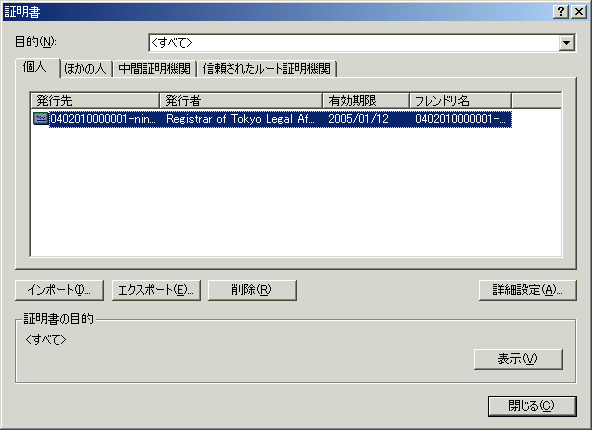 証明書
目的(N): <すべて>
個人 ほかの人 中間証明機関 信頼されたルート証明機関
発行先 発行者 有効期限 フレンドリ名
0402010000001-nin... Registrar of Tokyo Legal Af... 2005/01/12 0402010000001-...
インポート(I)... エクスポート(E)... 削除(R) 詳細設定(A)...
証明書の目的
<すべて>
表示(V)
閉じる(C)